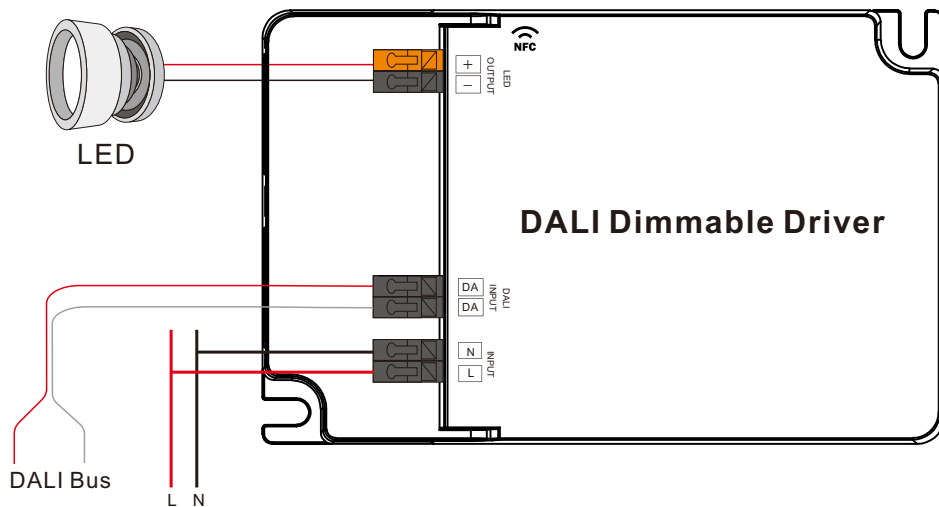 NFC
+
−
LED
OUTPUT
LED
DALI Dimmable Driver
DA
DA
DALI
INPUT
N
L
INPUT
DALI Bus
L
N